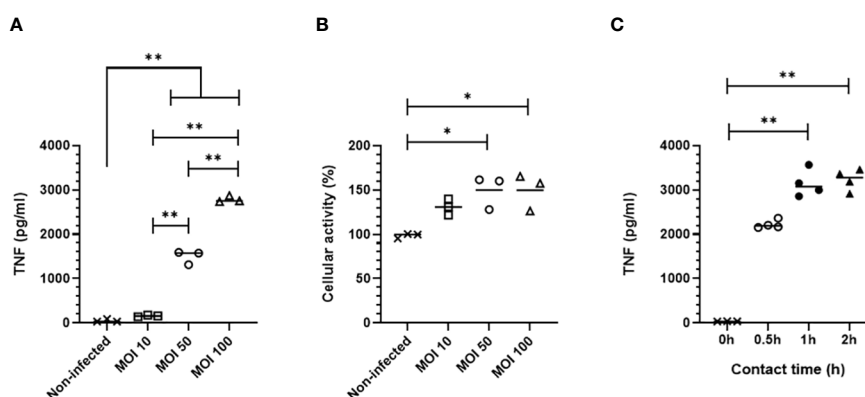 A
**
**
**
**
4000
3000
2000
1000
0
TNF (pg/ml)
Non-infected
MOI 10
MOI 50
MOI 100
B
*
*
200
150
100
50
0
Cellular activity (%)
Non-infected
MOI 10
MOI 50
MOI 100
C
**
**
4000
3000
2000
1000
0
TNF (pg/ml)
0h
0.5h
1h
2h
Contact time (h)